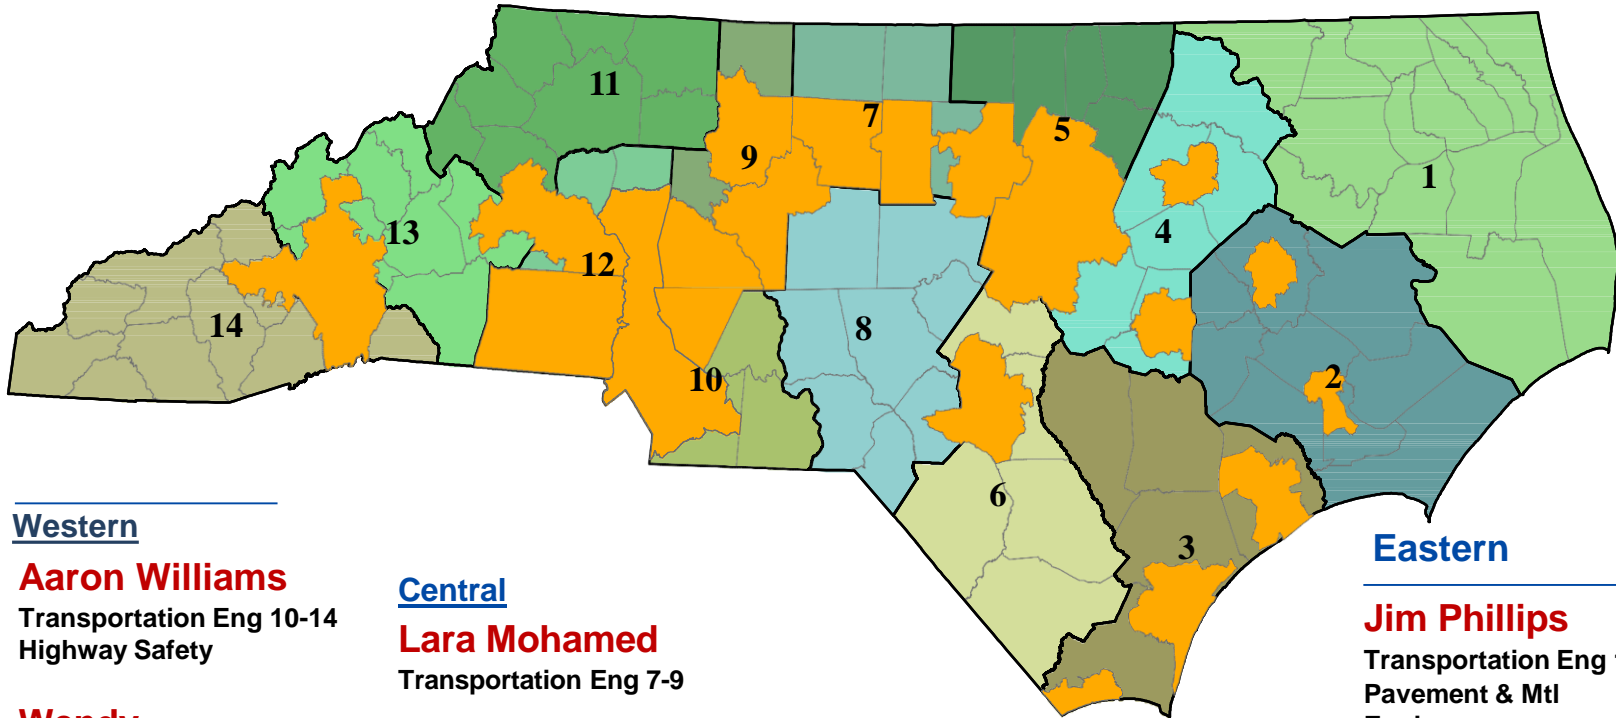 11
7
5
9
1
13
4
12
14
8
2
10
6
3
Western
Aaron Williams
Transportation Eng 10-14
Highway Safety
Central
Lara Mohamed
Transportation Eng 7-9
Eastern
Jim Phillips
Transportation Eng
Pavement & Mtl